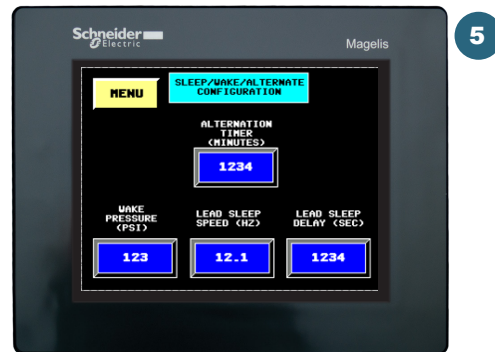 Schneider
Electric
Magelis
5
MENU
SLEEP/WAKE/ALTERNATE
CONFIGURATION
ALTERNATION
TIMER
(MINUTES)
1234
WAKE
PRESSURE
(PSI)
LEAD SLEEP
SPEED (HZ)
LEAD SLEEP
DELAY (SEC)
123
12.1
1234